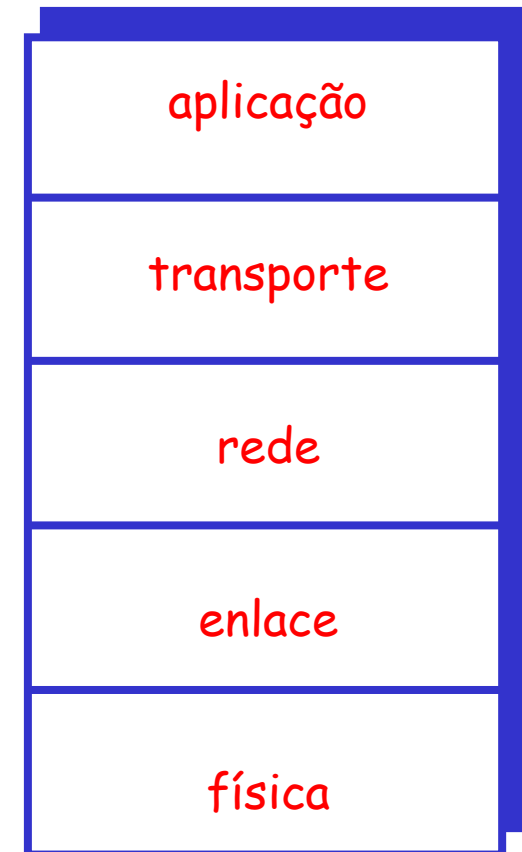 aplicação
transporte
rede
enlace
física